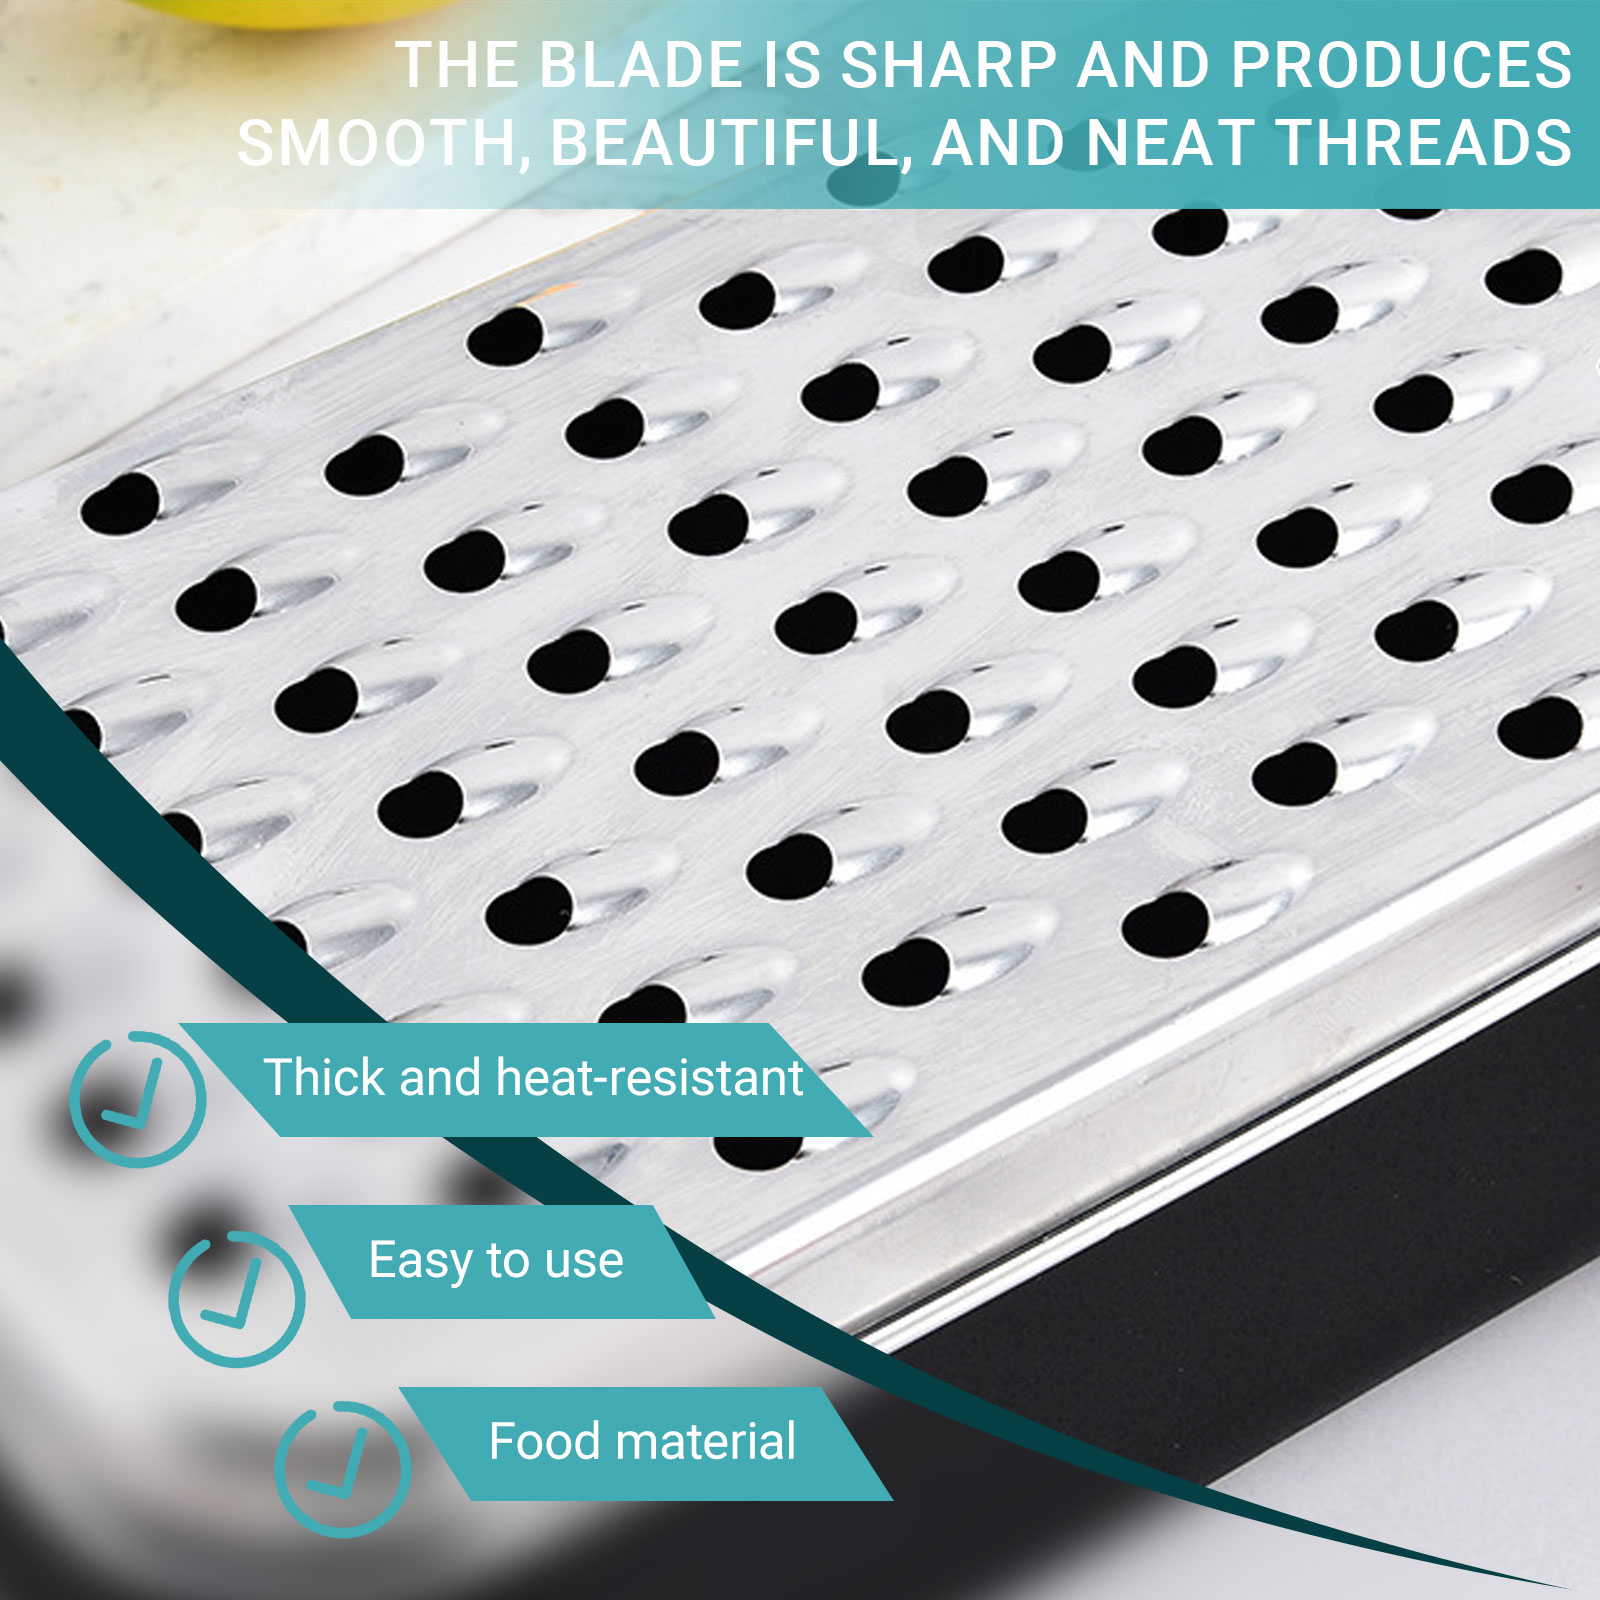 THE BLADE IS SHARP AND PRODUCES
SMOOTH, BEAUTIFUL, AND NEAT THREADS
Thick and heat-resistant
Easy to use
Food material